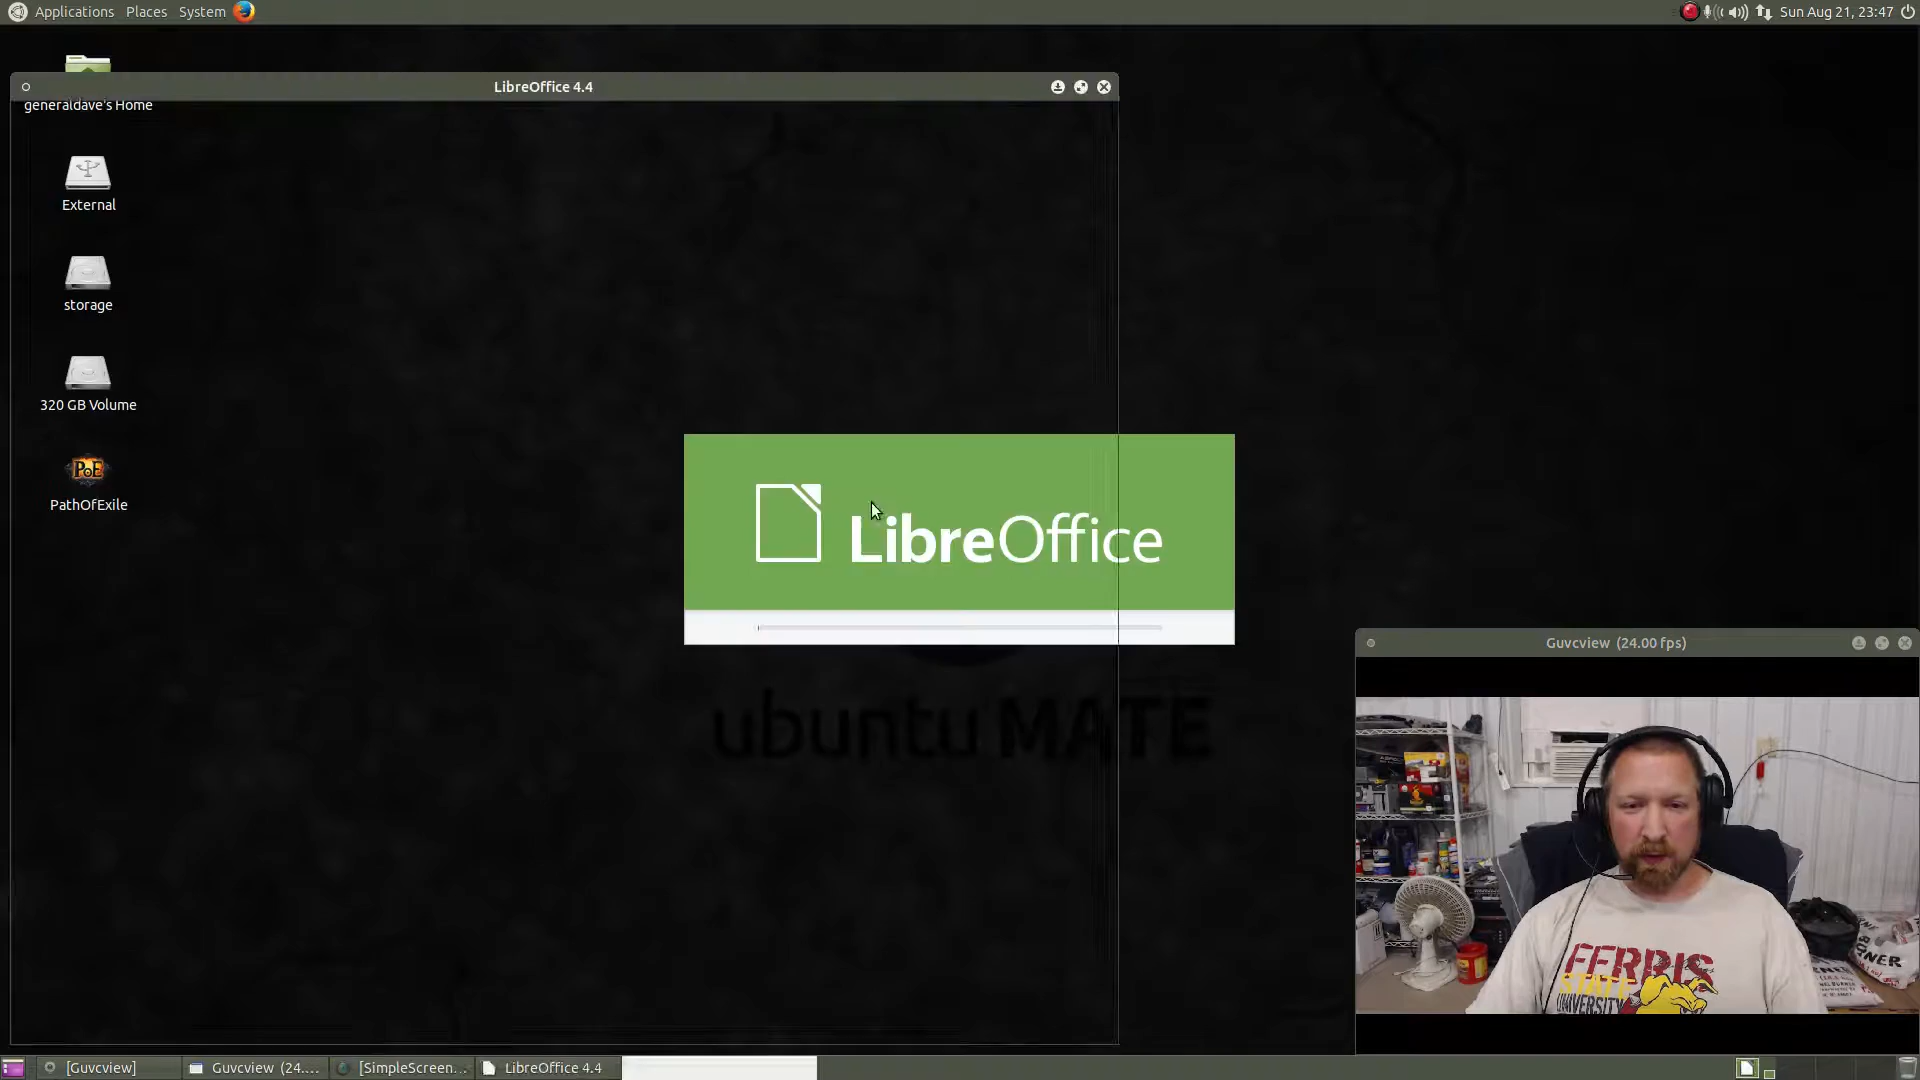 Applications Places System
Sun Aug 21, 23:47
LibreOffice 4.4
generaldave's Home
External
storage
320 GB Volume
PoE
PathOfExile
LibreOffice
ubuntu MATE
Guvcview (24.00 fps)
FERRIS
STATE
UNIVERSITY
[Guvcview]
Guvcview (24....
[SimpleScreen...
LibreOffice 4.4